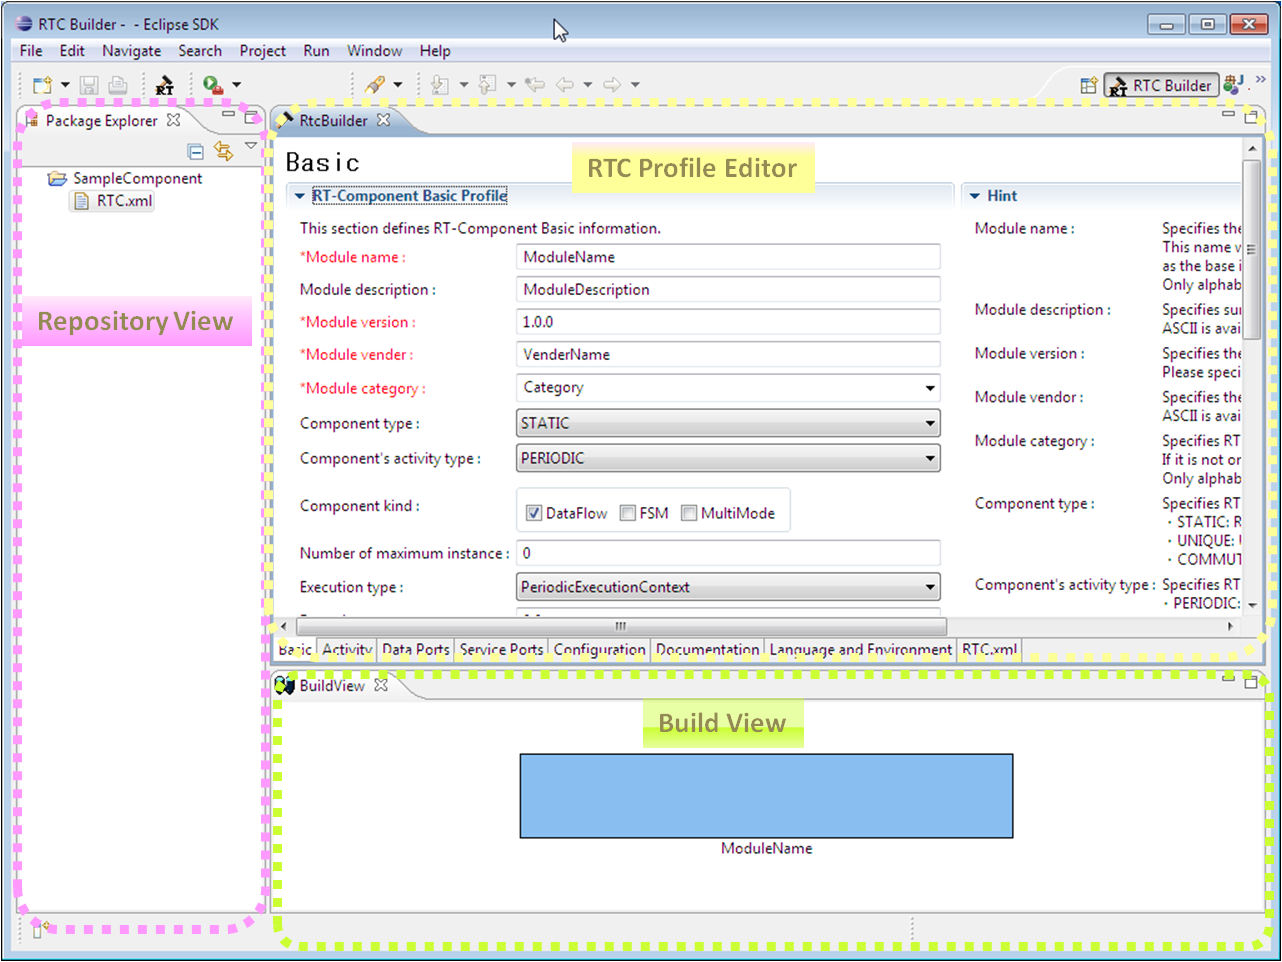 RTC Builder - - Eclipse SDK
File Edit Navigate Search Project Run Window Help
RT
RT RTC Builder
Package Explorer
RtcBuilder
SampleComponent
RTC.xml
Repository View
Basic
RTC Profile Editor
RT-Component Basic Profile
This section defines RT-Component Basic information.
*Module name : ModuleName
Module description : ModuleDescription
*Module version : 1.0.0
*Module vender : VenderName
*Module category : Category
Component type : STATIC
Component's activity type : PERIODIC
Component kind : DataFlow FSM MultiMode
Number of maximum instance : 0
Execution type : PeriodicExecutionContext
Hint
Module name : Specifies the
This name
as the base i
Only alphab
Module description : Specifies sur
ASCII is avai
Module version : Specifies the
Please speci
Module vendor : Specifies the
ASCII is avai
Module category : Specifies RT
If it is not or
Only alphab
Component type : Specifies RT
・STATIC: R
・UNIQUE:
・COMMUT
Component's activity type : Specifies RT
・PERIODIC:
Basic Activity Data Ports Service Ports Configuration Documentation Language and Environment RTC.xml
BuildView
Build View
ModuleName